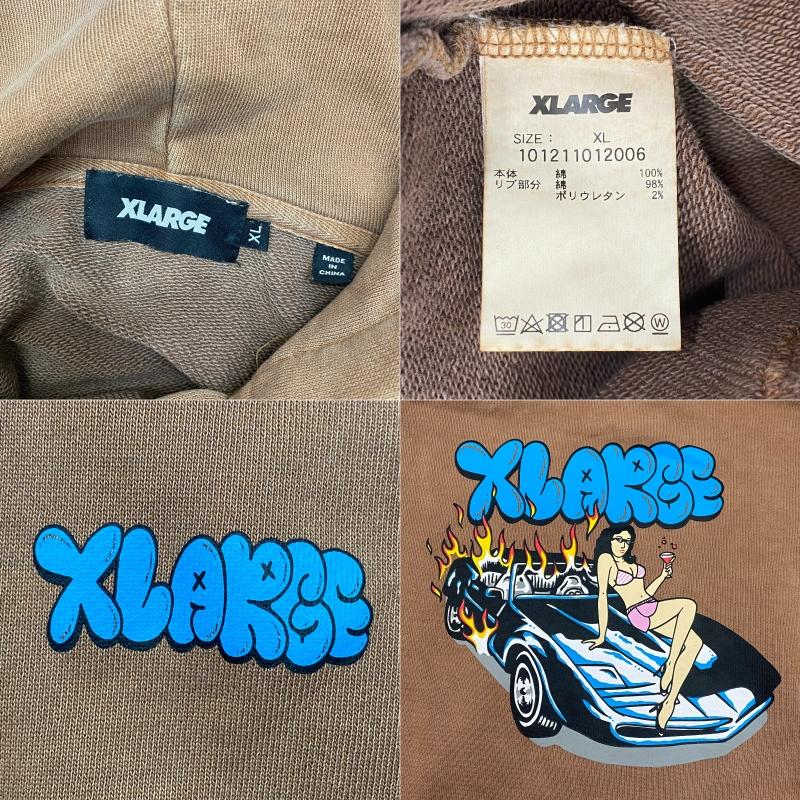 XLARGE
XL
MADE
IN
CHINA
XLARGE
SIZE : XL
101211012006
本体 綿 100%
リブ部分 綿 98%
ポリウレタン 2%
30
W
XLARGE
XLARGE